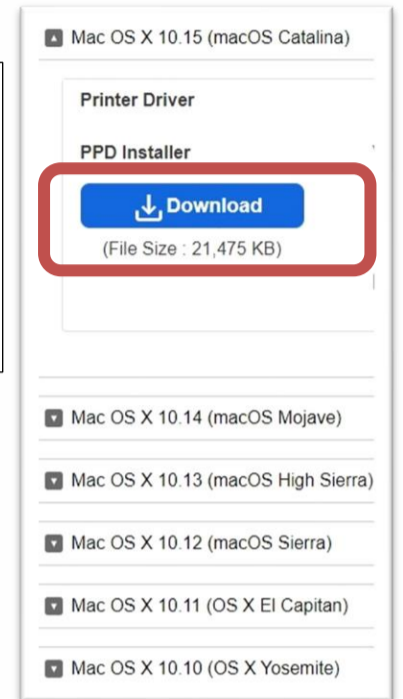 Mac OS X 10.15 (macOS Catalina)
Printer Driver
PPD Installer
Download
(File Size : 21,475 KB)
Mac OS X 10.14 (macOS Mojave)
Mac OS X 10.13 (macOS High Sierra)
Mac OS X 10.12 (macOS Sierra)
Mac OS X 10.11 (OS X El Capitan)
Mac OS X 10.10 (OS X Yosemite)